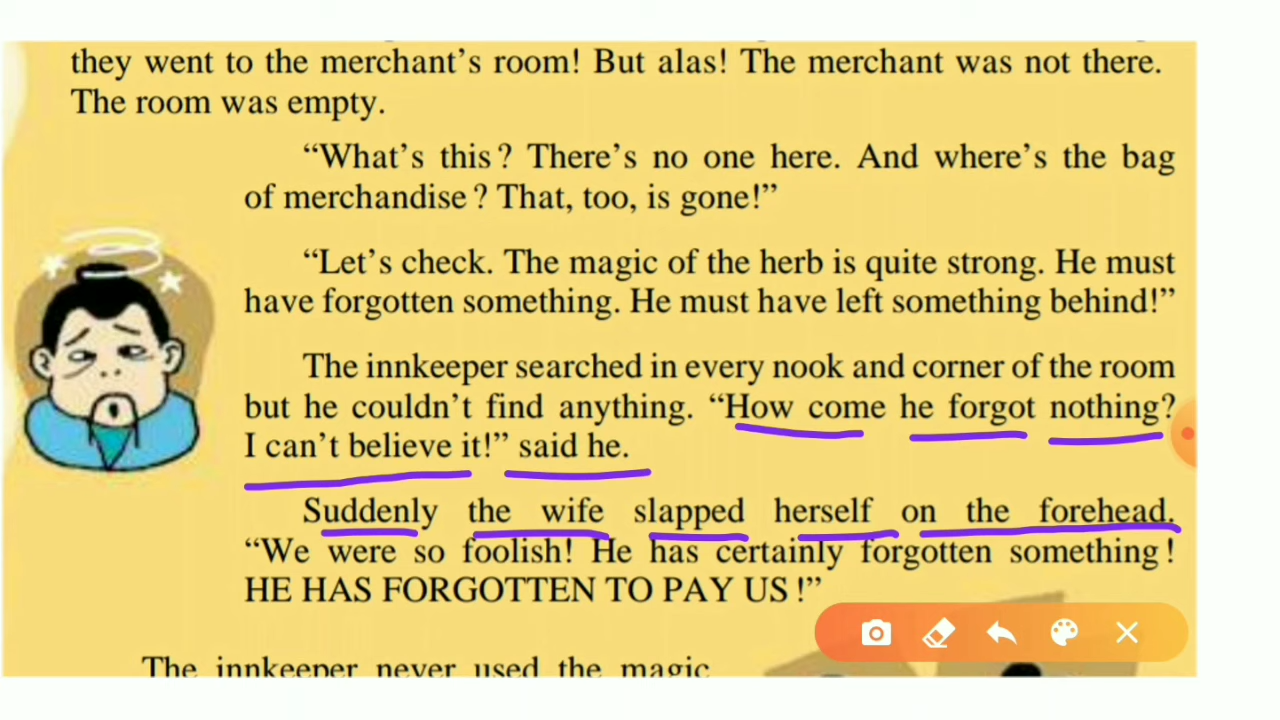 they went to the merchant’s room! But alas! The merchant was not there.
The room was empty.
“What’s this? There’s no one here. And where’s the bag
of merchandise? That, too, is gone!”
“Let’s check. The magic of the herb is quite strong. He must
have forgotten something. He must have left something behind!”
The innkeeper searched in every nook and corner of the room
but he couldn’t find anything. “How come he forgot nothing?
I can’t believe it!” said he.
Suddenly the wife slapped herself on the forehead.
“We were so foolish! He has certainly forgotten something!
HE HAS FORGOTTEN TO PAY US!”
The innkeeper never used the magic